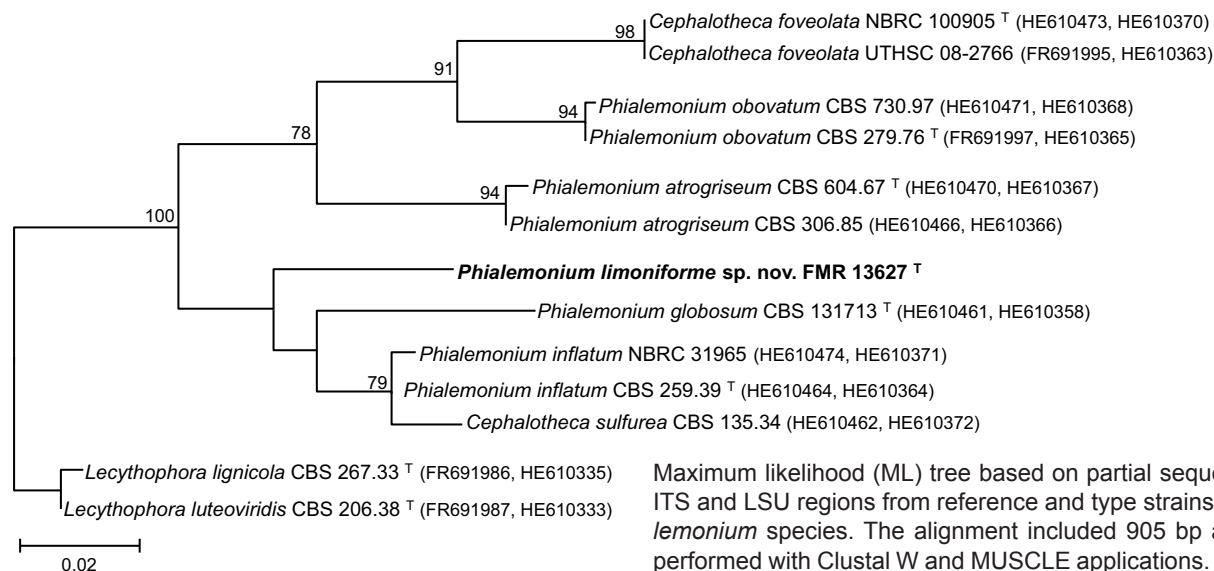 98
Cephalotheca foveolata NBRC 100905 ᵀ (HE610473, HE610370)
Cephalotheca foveolata UTHSC 08-2766 (FR691995, HE610363)
91
94
Phialemonium obovatum CBS 730.97 (HE610471, HE610368)
Phialemonium obovatum CBS 279.76 ᵀ (FR691997, HE610365)
78
94
Phialemonium atrogriseum CBS 604.67 ᵀ (HE610470, HE610367)
Phialemonium atrogriseum CBS 306.85 (HE610466, HE610366)
100
Phialemonium limoniforme sp. nov. FMR 13627 ᵀ
Phialemonium globosum CBS 131713 ᵀ (HE610461, HE610358)
Phialemonium inflatum NBRC 31965 (HE610474, HE610371)
79
Phialemonium inflatum CBS 259.39 ᵀ (HE610464, HE610364)
Cephalotheca sulfurea CBS 135.34 (HE610462, HE610372)
Lecythophora lignicola CBS 267.33 ᵀ (FR691986, HE610335)
Lecythophora luteoviridis CBS 206.38 ᵀ (FR691987, HE610333)
0.02
Maximum likelihood (ML) tree based on partial seque
ITS and LSU regions from reference and type strains
lemonium species. The alignment included 905 bp a
performed with Clustal W and MUSCLE applications.